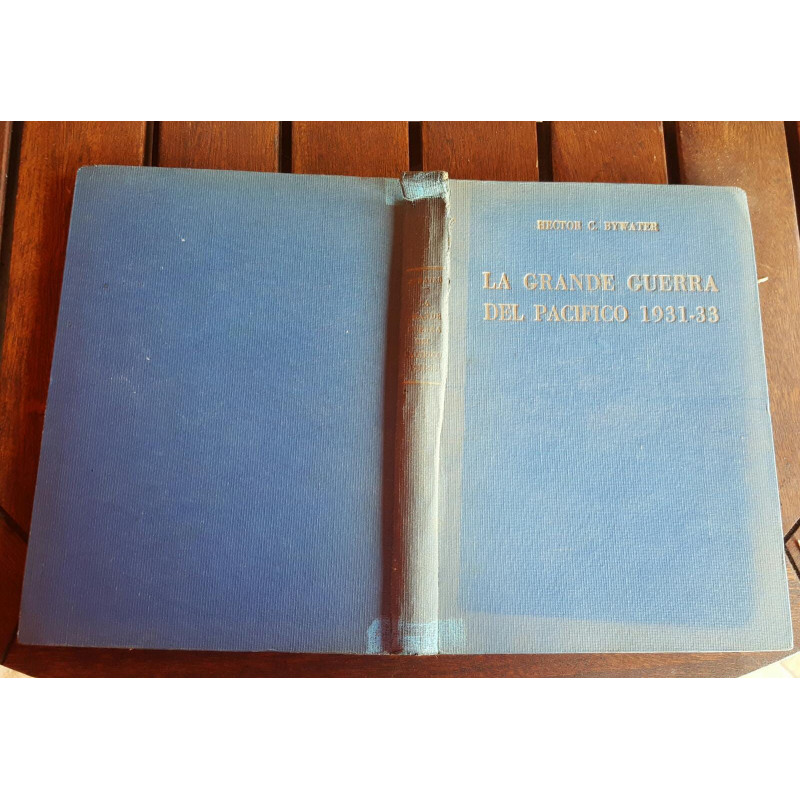 HECTOR C. BYWATER
LA GRANDE GUERRA
DEL PACIFICO 1931-33